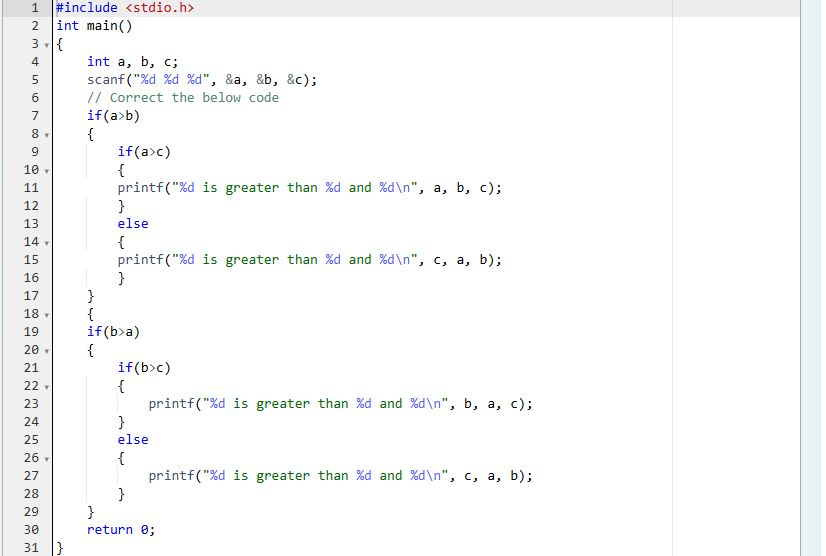 1 #include <stdio.h>
2 int main()
3 {
4 int a, b, c;
5 scanf("%d %d %d", &a, &b, &c);
6 // Correct the below code
7 if(a>b)
8 {
9 if(a>c)
10 {
11 printf("%d is greater than %d and %d\n", a, b, c);
12 }
13 else
14 {
15 printf("%d is greater than %d and %d\n", c, a, b);
16 }
17 }
18 {
19 if(b>a)
20 {
21 if(b>c)
22 {
23 printf("%d is greater than %d and %d\n", b, a, c);
24 }
25 else
26 {
27 printf("%d is greater than %d and %d\n", c, a, b);
28 }
29 }
30 return 0;
31 }